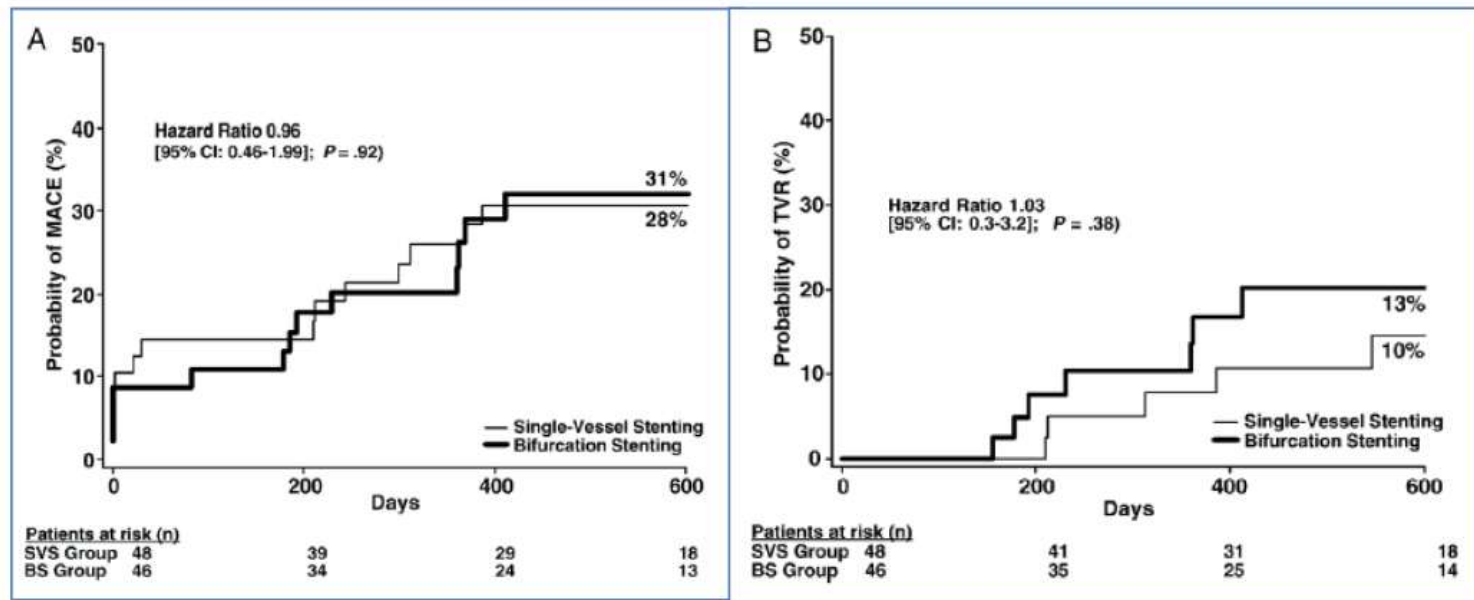 A
50
40
30
20
10
0
Probability of MACE (%)
Hazard Ratio 0.96
[95% CI: 0.46-1.99]; P = .92)
31%
28%
Single-Vessel Stenting
Bifurcation Stenting
0 200 400 600
Days
Patients at risk (n)
SVS Group 48 39 29 18
BS Group 46 34 24 13
B
50
40
30
20
10
0
Probability of TVR (%)
Hazard Ratio 1.03
[95% CI: 0.3-3.2]; P = .38)
13%
10%
Single-Vessel Stenting
Bifurcation Stenting
0 200 400 600
Days
Patients at risk (n)
SVS Group 48 41 31 18
BS Group 46 35 25 14